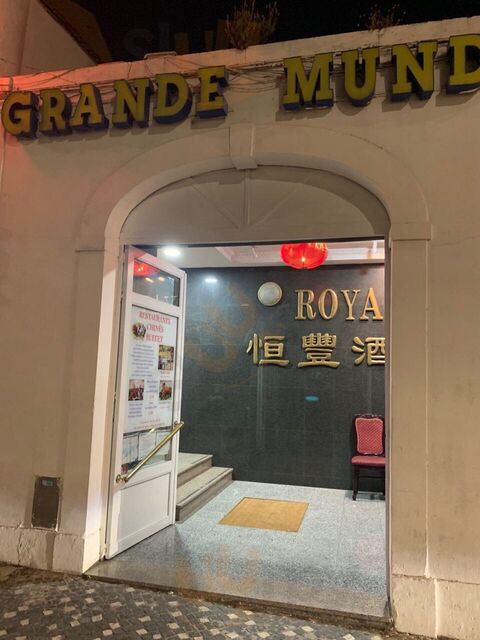 GRANDE MUND
ROYA
恒豐酒
RESTAURANTE
CHINÊS
BUFFET